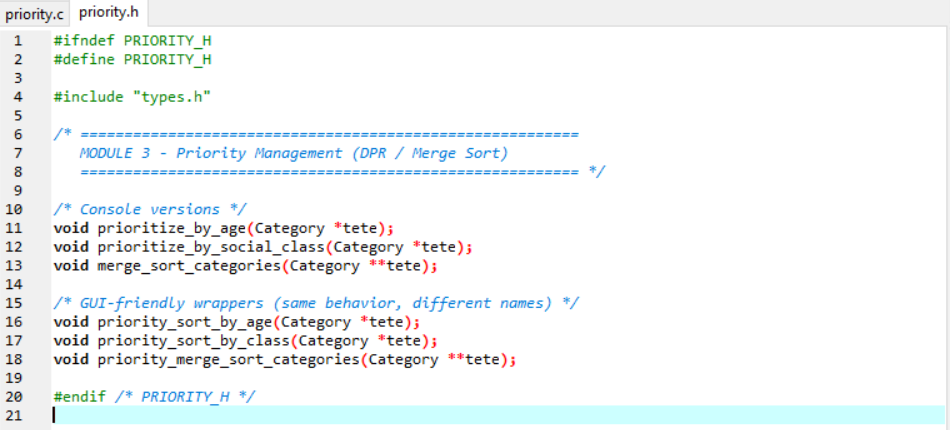 priority.c priority.h
1 #ifndef PRIORITY_H
2 #define PRIORITY_H
3
4 #include "types.h"
5
6 /* =========================================================
7 MODULE 3 - Priority Management (DPR / Merge Sort)
8 ========================================================= */
9
10 /* Console versions */
11 void prioritize_by_age(Category *tete);
12 void prioritize_by_social_class(Category *tete);
13 void merge_sort_categories(Category **tete);
14
15 /* GUI-friendly wrappers (same behavior, different names) */
16 void priority_sort_by_age(Category *tete);
17 void priority_sort_by_class(Category *tete);
18 void priority_merge_sort_categories(Category **tete);
19
20 #endif /* PRIORITY_H */
21